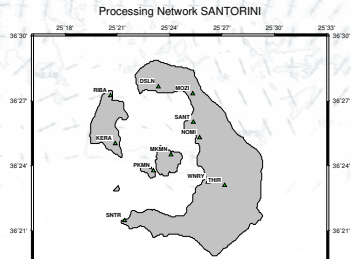 Processing Network SANTORINI
25˚18' 25˚21' 25˚24' 25˚27' 25˚30' 25˚33'
36˚30' 36˚30'
DSLN
MOZI
RIBA
36˚27' 36˚27'
SANT
NOMI
KERA
MKMN
36˚24' 36˚24'
PKMN
WNRY
THIR
SNTR
36˚21' 36˚21'